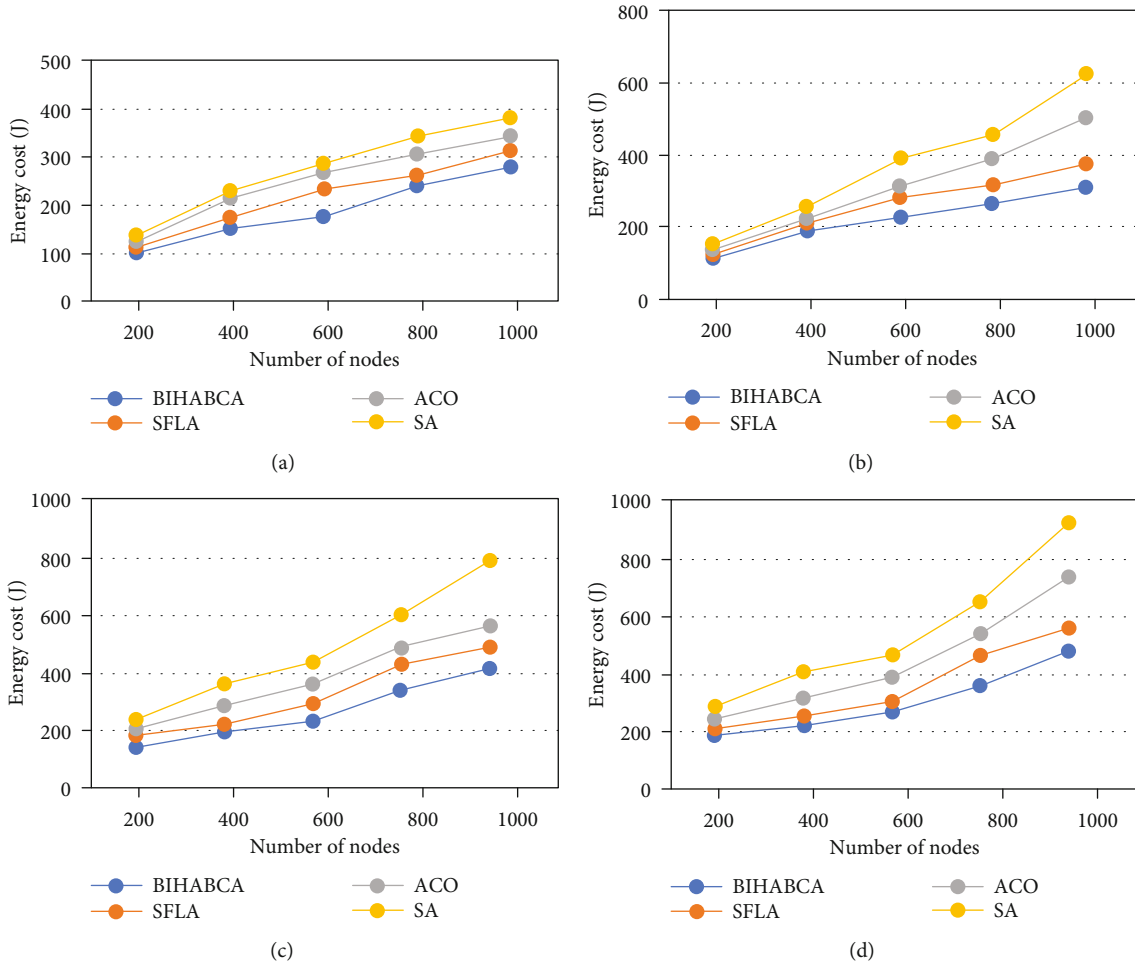 500
400
300
200
100
0
Energy cost (J)
200 400 600 800 1000
Number of nodes
BIHABCA ACO
SFLA SA
(a)
800
600
400
200
0
Energy cost (J)
200 400 600 800 1000
Number of nodes
BIHABCA ACO
SFLA SA
(b)
1000
800
600
400
200
0
Energy cost (J)
200 400 600 800 1000
Number of nodes
BIHABCA ACO
SFLA SA
(c)
1000
800
600
400
200
0
Energy cost (J)
200 400 600 800 1000
Number of nodes
BIHABCA ACO
SFLA SA
(d)